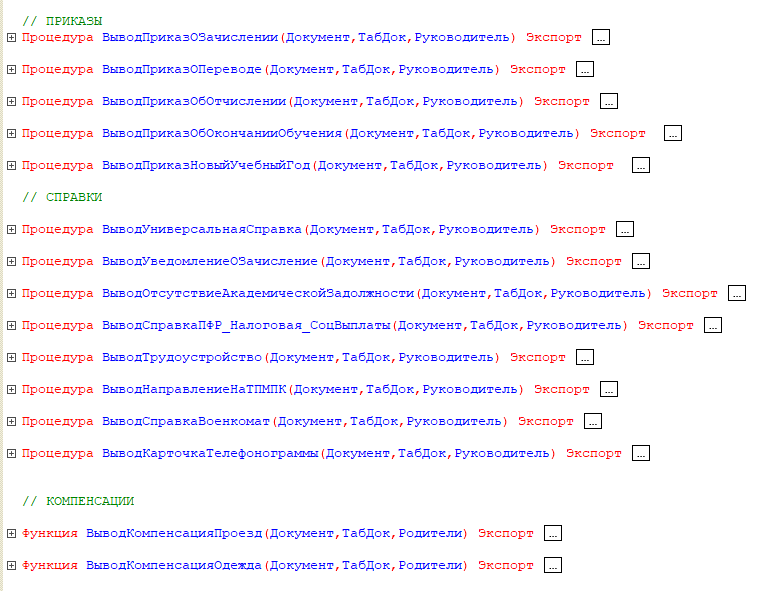 // ПРИКАЗЫ
Процедура ВыводПриказОЗачислении(Документ,ТабДок,Руководитель) Экспорт ...
Процедура ВыводПриказОПереводе(Документ,ТабДок,Руководитель) Экспорт ...
Процедура ВыводПриказОбОтчислении(Документ,ТабДок,Руководитель) Экспорт ...
Процедура ВыводПриказОбОкончанииОбучения(Документ,ТабДок,Руководитель) Экспорт ...
Процедура ВыводПриказНовыйУчебныйГод(Документ,ТабДок,Руководитель) Экспорт ...
// СПРАВКИ
Процедура ВыводУниверсальнаяСправка(Документ,ТабДок,Руководитель) Экспорт ...
Процедура ВыводУведомлениеОЗачисление(Документ,ТабДок,Руководитель) Экспорт ...
Процедура ВыводОтсутствиеАкадемическойЗадолжности(Документ,ТабДок,Руководитель) Экспорт ...
Процедура ВыводСправкаПФР_Налоговая_СоцВыплаты(Документ,ТабДок,Руководитель) Экспорт ...
Процедура ВыводТрудоустройство(Документ,ТабДок,Руководитель) Экспорт ...
Процедура ВыводНаправлениеНаТПМПК(Документ,ТабДок,Руководитель) Экспорт ...
Процедура ВыводСправкаВоенкомат(Документ,ТабДок,Руководитель) Экспорт ...
Процедура ВыводКарточкаТелефонограммы(Документ,ТабДок,Руководитель) Экспорт ...
// КОМПЕНСАЦИИ
Функция ВыводКомпенсацияПроезд(Документ,ТабДок,Родители) Экспорт ...
Функция ВыводКомпенсацияОдежда(Документ,ТабДок,Родители) Экспорт ...